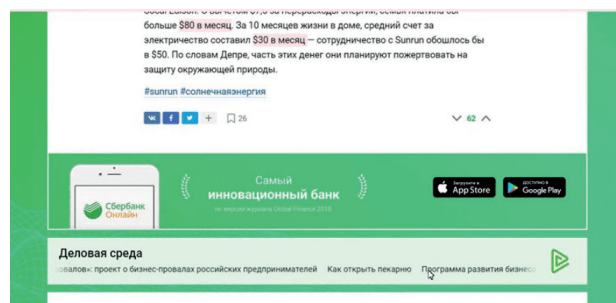 больше $80 в месяц. За 10 месяцев жизни в доме, средний счет за
электричество составил $30 в месяц — сотрудничество с Sunrun обошлось бы
в $50. По словам Депре, часть этих денег они планируют пожертвовать на
защиту окружающей природы.
#sunrun #солнечнаяэнергия
26
62
Самый
инновационный банк
по версии журнала Global Finance 2018
Сбербанк
Онлайн
Загрузите в
App Store
ДОСТУПНО В
Google Play
Деловая среда
овалов»: проект о бизнес-провалах российских предпринимателей Как открыть пекарню Программа развития бизнеса